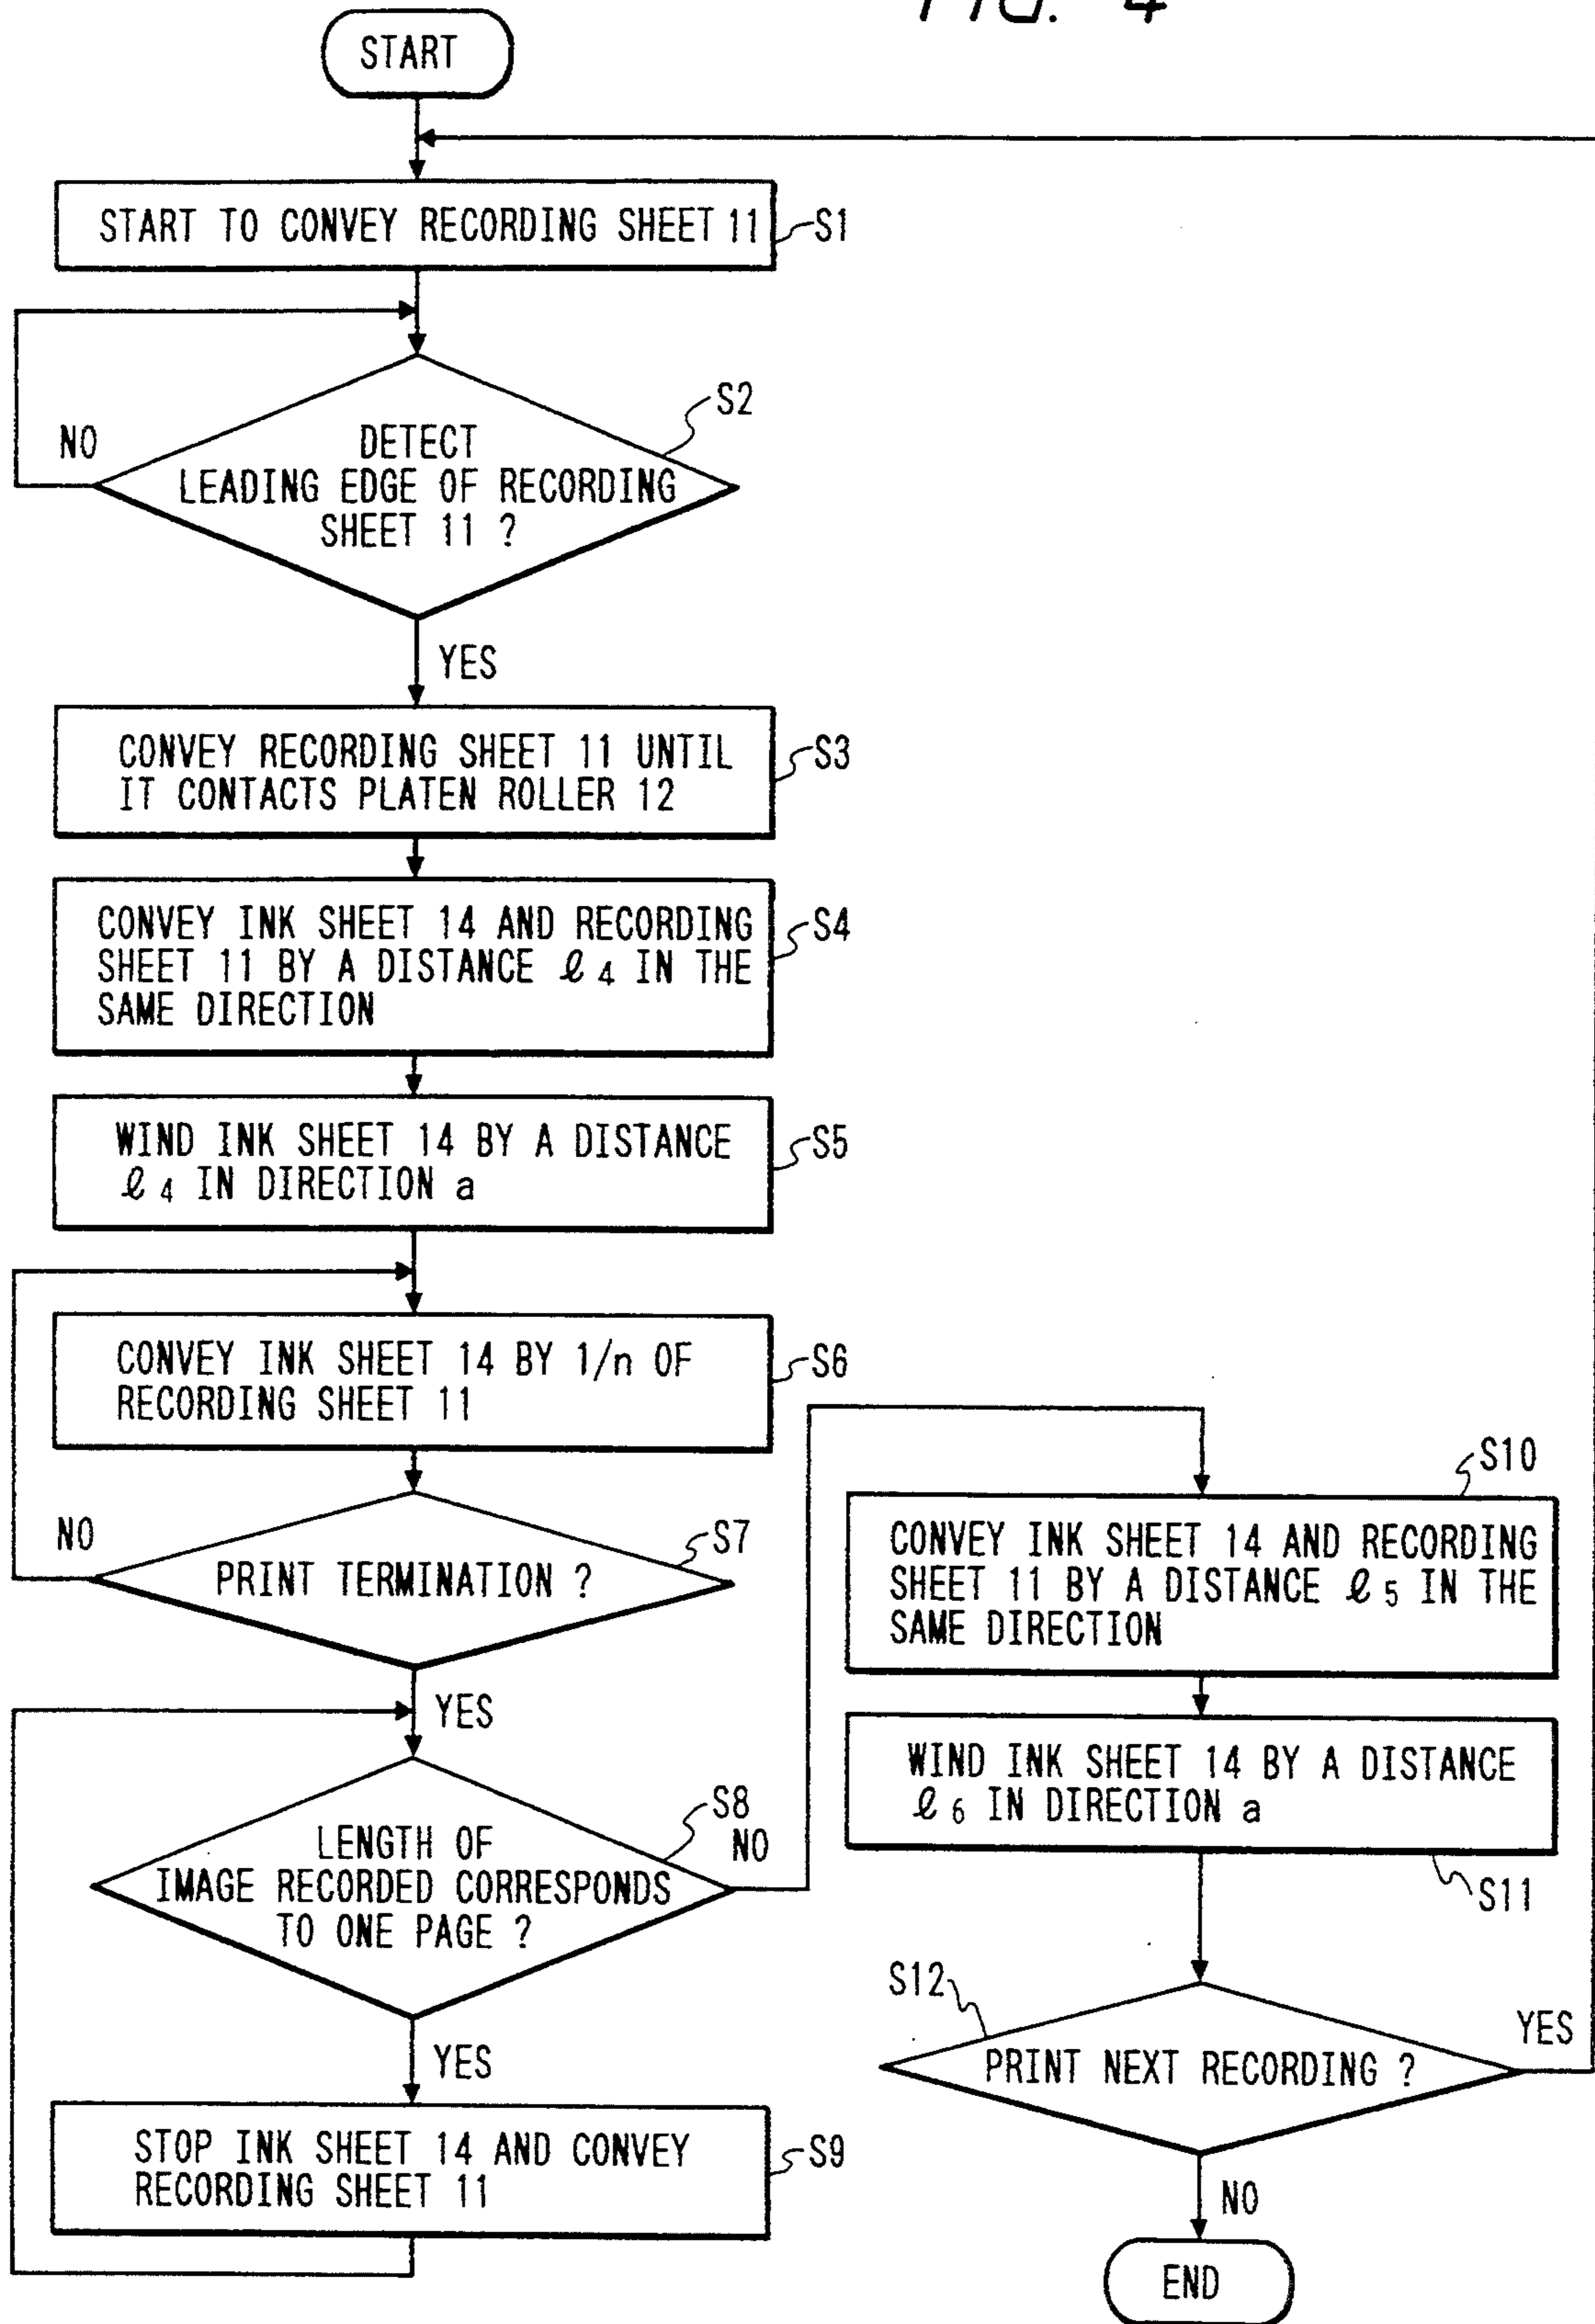 FIG. 4
START
START TO CONVEY RECORDING SHEET 11
S1
S2
NO
DETECT
LEADING EDGE OF RECORDING
SHEET 11 ?
YES
CONVEY RECORDING SHEET 11 UNTIL
IT CONTACTS PLATEN ROLLER 12
S3
CONVEY INK SHEET 14 AND RECORDING
SHEET 11 BY A DISTANCE ℓ4 IN THE
SAME DIRECTION
S4
WIND INK SHEET 14 BY A DISTANCE
ℓ4 IN DIRECTION a
S5
CONVEY INK SHEET 14 BY 1/n OF
RECORDING SHEET 11
S6
NO
PRINT TERMINATION ?
S7
YES
LENGTH OF
IMAGE RECORDED CORRESPONDS
TO ONE PAGE ?
S8
NO
YES
STOP INK SHEET 14 AND CONVEY
RECORDING SHEET 11
S9
S10
CONVEY INK SHEET 14 AND RECORDING
SHEET 11 BY A DISTANCE ℓ5 IN THE
SAME DIRECTION
WIND INK SHEET 14 BY A DISTANCE
ℓ6 IN DIRECTION a
S11
S12
PRINT NEXT RECORDING ?
YES
NO
END